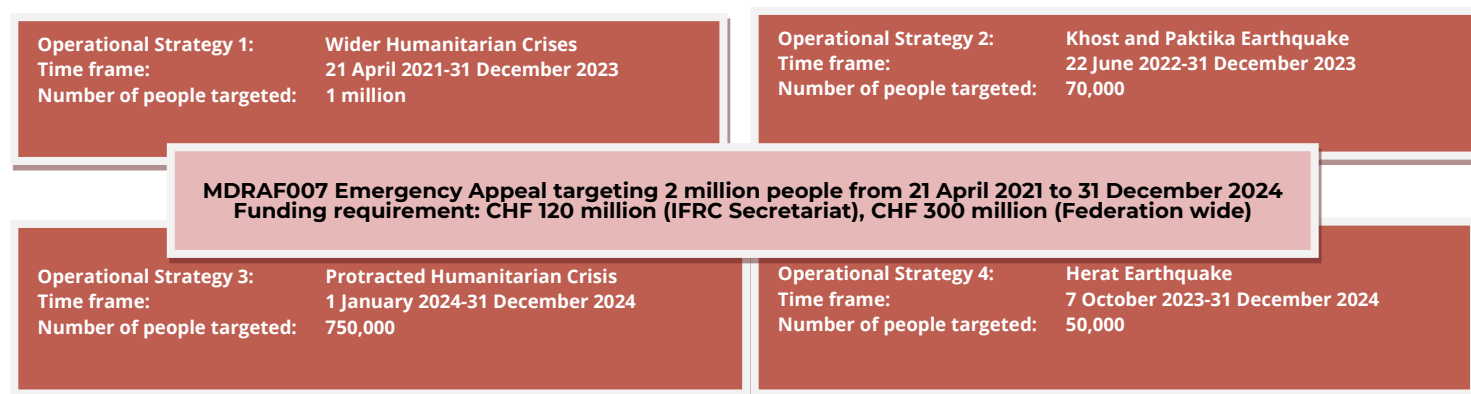 Operational Strategy 1: Wider Humanitarian Crises
Time frame: 21 April 2021-31 December 2023
Number of people targeted: 1 million
Operational Strategy 2: Khost and Paktika Earthquake
Time frame: 22 June 2022-31 December 2023
Number of people targeted: 70,000
MDRAF007 Emergency Appeal targeting 2 million people from 21 April 2021 to 31 December 2024
Funding requirement: CHF 120 million (IFRC Secretariat), CHF 300 million (Federation wide)
Operational Strategy 3: Protracted Humanitarian Crisis
Time frame: 1 January 2024-31 December 2024
Number of people targeted: 750,000
Operational Strategy 4: Herat Earthquake
Time frame: 7 October 2023-31 December 2024
Number of people targeted: 50,000